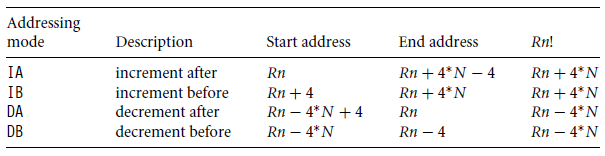 Addressing
mode Description Start address End address Rn!
IA increment after Rn Rn + 4*N − 4 Rn + 4*N
IB increment before Rn + 4 Rn + 4*N Rn + 4*N
DA decrement after Rn − 4*N + 4 Rn Rn − 4*N
DB decrement before Rn − 4*N Rn − 4 Rn − 4*N